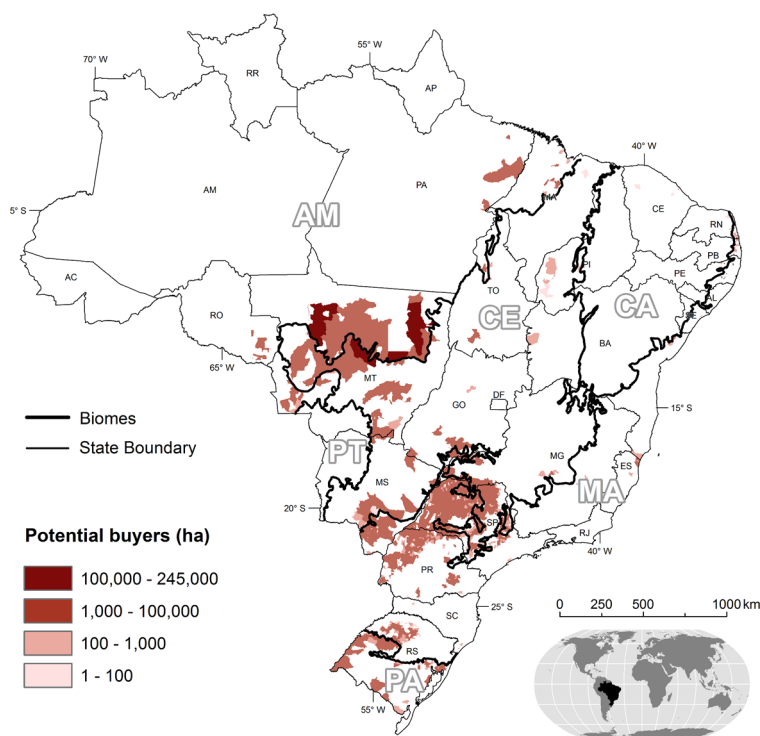 55° W
70° W
RR
AP
40° W
AM
PA
MA
CE
RN
5° S
AM
PI
PB
PE
AC
TO
CA
AL
RO
CE
SE
BA
65° W
MT
DF
15° S
GO
Biomes
State Boundary
PT
MG
ES
MS
MA
20° S
SP
RJ
40° W
Potential buyers (ha)
PR
100,000 - 245,000
1,000 - 100,000
SC
25° S
0 250 500 1000 km
100 - 1,000
RS
1 - 100
PA
55° W